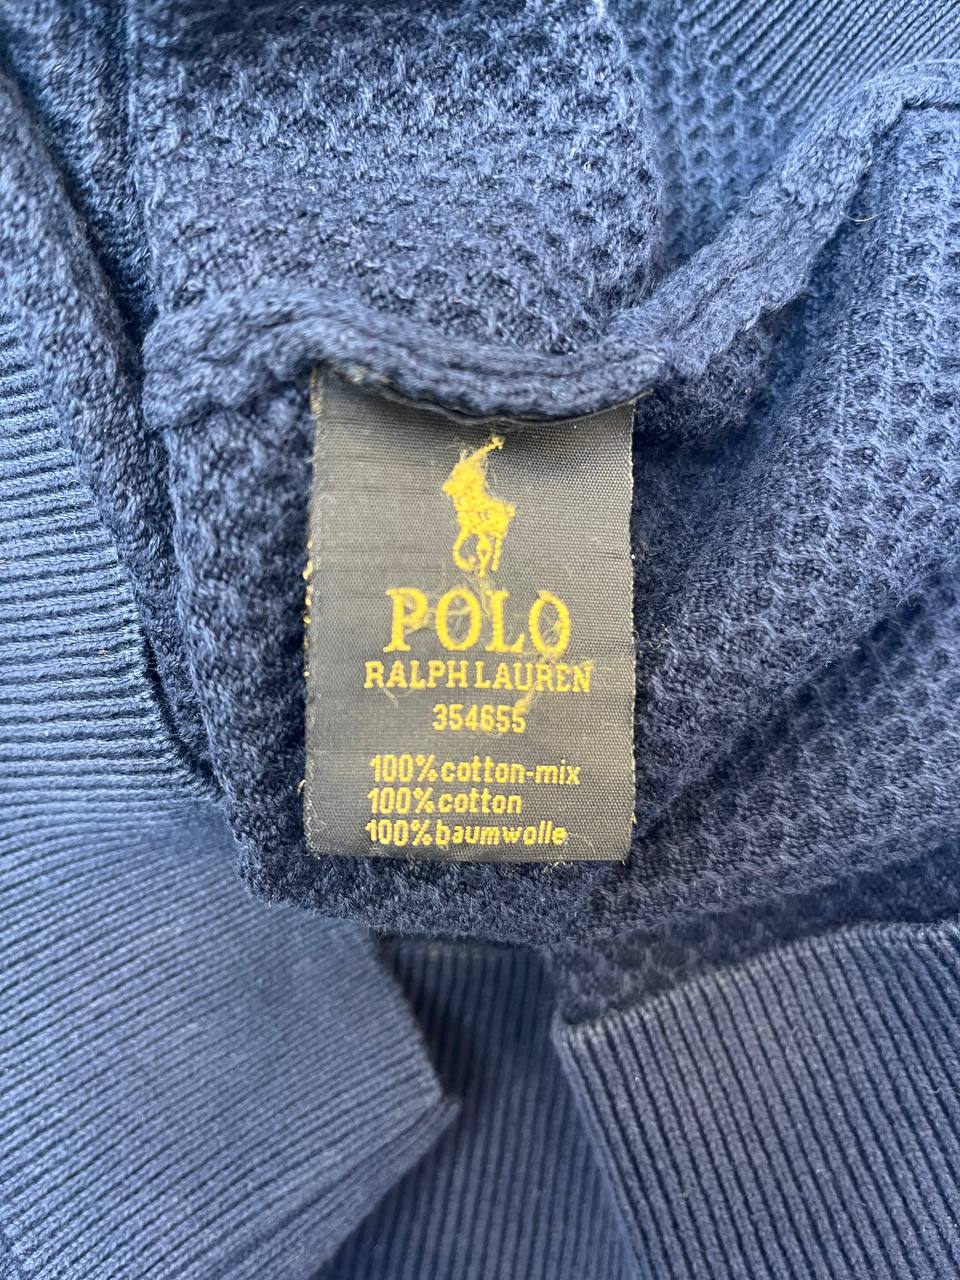 POLO
RALPH LAUREN
354655
100% cotton-mix
100% cotton
100% baumwolle